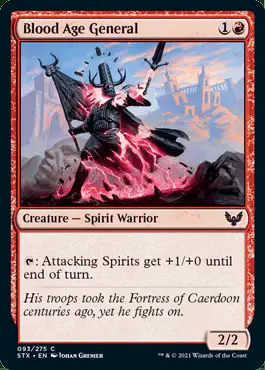 Blood Age General 1
Creature — Spirit Warrior
: Attacking Spirits get +1/+0 until
end of turn.
His troops took the Fortress of Caerdoon
centuries ago, yet he fights on.
2/2
093/275 C
STX • EN Johan Grenier
™ & © 2021 Wizards of the Coast